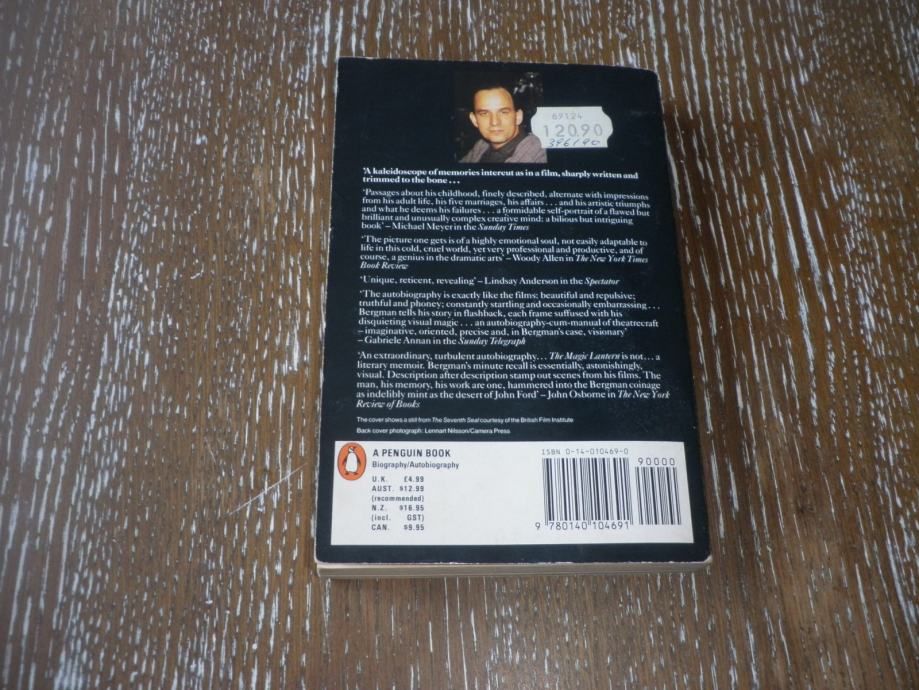 69124
120.90
396190
'A kaleidoscope of memories intercut as in a film, sharply written and
trimmed to the bone . . .
'Passages about his childhood, finely described, alternate with impressions
from his adult life, his five marriages, his affairs . . . and his artistic triumphs
and what he deems his failures . . . a formidable self-portrait of a flawed but
brilliant and unusually complex creative mind: a bilious but intriguing
book' – Michael Meyer in the Sunday Times
'The picture one gets is of a highly emotional soul, not easily adaptable to
life in this cold, cruel world, yet very professional and productive, and of
course, a genius in the dramatic arts' – Woody Allen in The New York Times
Book Review
'Unique, reticent, revealing' – Lindsay Anderson in the Spectator
'The autobiography is exactly like the films: beautiful and repulsive;
truthful and phoney; constantly startling and occasionally embarrassing . . .
Bergman tells his story in flashback, each frame suffused with his
disquieting visual magic . . . an autobiography-cum-manual of theatrecraft
– imaginative, oriented, precise and, in Bergman's case, visionary'
– Gabriele Annan in the Sunday Telegraph
'An extraordinary, turbulent autobiography. . . The Magic Lantern is not. . . a
literary memoir. Bergman's minute recall is essentially, astonishingly,
visual. Description after description stamp out scenes from his films. The
man, his memory, his work are one, hammered into the Bergman coinage
as indelibly mint as the desert of John Ford' – John Osborne in The New York
Review of Books
The cover shows a still from The Seventh Seal courtesy of the British Film Institute
Back cover photograph: Lennart Nilsson/Camera Press
A PENGUIN BOOK
Biography/Autobiography
U.K. £4.99
AUST. $12.99
(recommended)
N.Z. $16.95
(incl. GST)
CAN. $9.95
ISBN 0-14-010469-0
90000
9 780140 104691